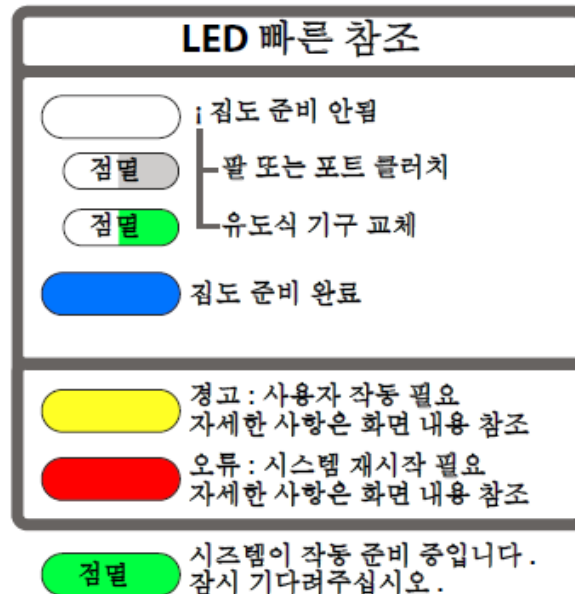 LED 빠른 참조
¡ 집도 준비 안됨
점멸 팔 또는 포트 클러치
점멸 유도식 기구 교체
집도 준비 완료
경고 : 사용자 작동 필요
자세한 사항은 화면 내용 참조
오류 : 시스템 재시작 필요
자세한 사항은 화면 내용 참조
점멸 시즈템이 작동 준비 중입니다 .
잠시 기다려주십시오 .